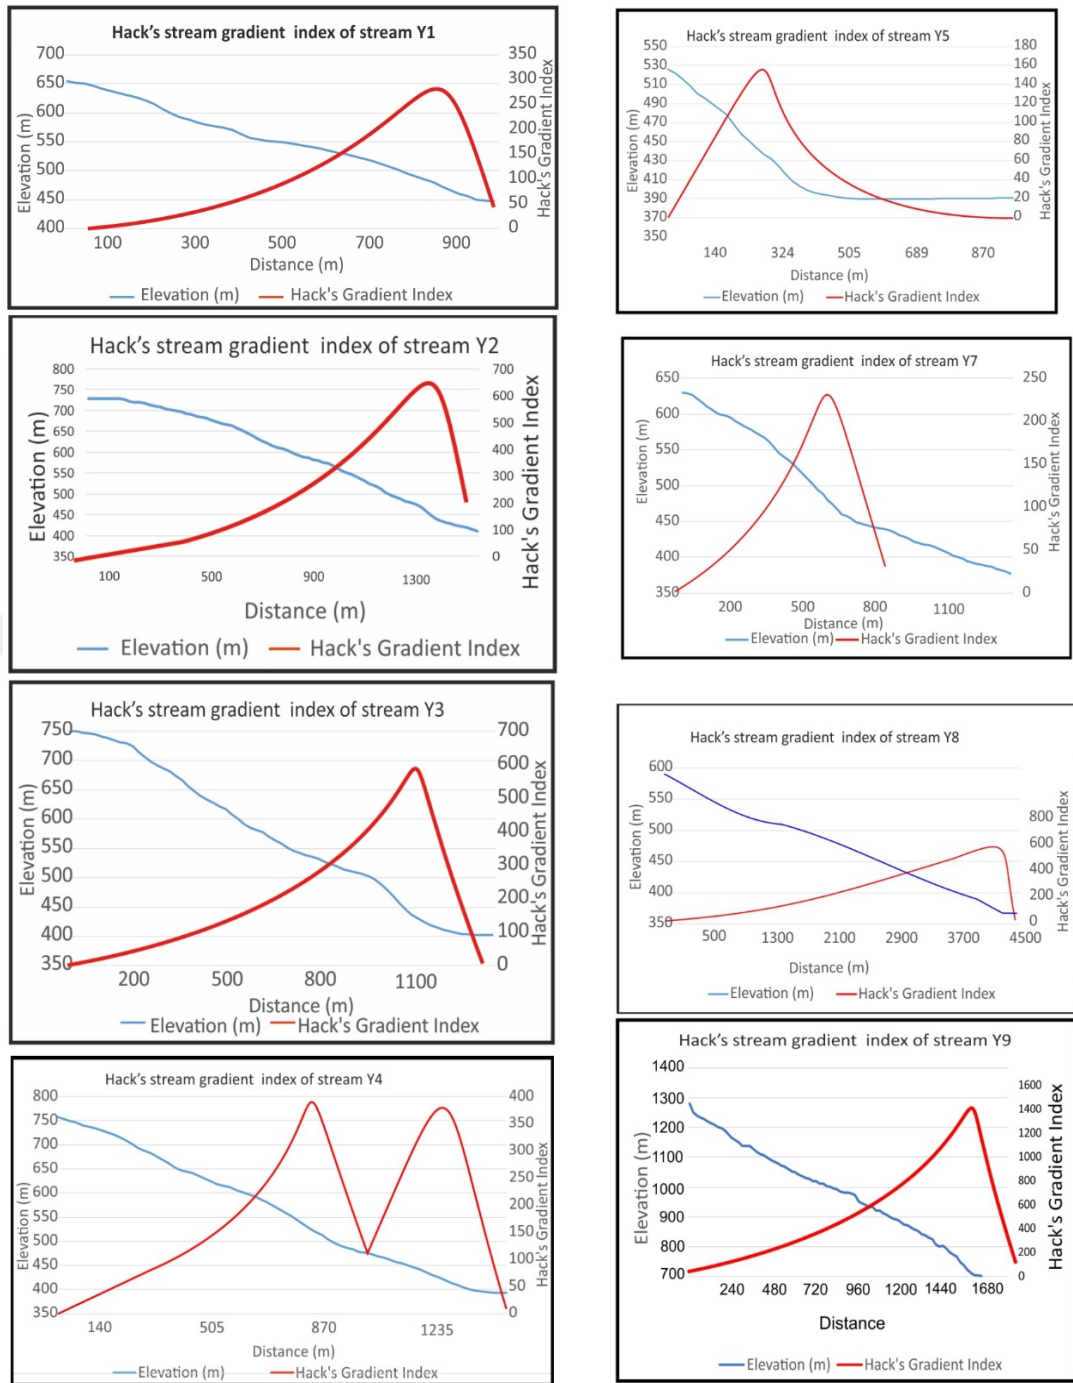 Hack's stream gradient index of stream Y1
700
650
600
550
500
450
400
Elevation (m)
350
300
250
200
150
100
50
0
Hack's Gradient Index
100 300 500 700 900
Distance (m)
Elevation (m) Hack's Gradient Index
Hack's stream gradient index of stream Y2
800
750
700
650
600
550
500
450
400
350
Elevation (m)
700
600
500
400
300
200
100
0
Hack's Gradient Index
100 500 900 1300
Distance (m)
Elevation (m) Hack's Gradient Index
Hack's stream gradient index of stream Y3
750
700
650
600
550
500
450
400
350
Elevation (m)
700
600
500
400
300
200
100
0
Hack's Gradient Index
200 500 800 1100
Distance (m)
Elevation (m) Hack's Gradient Index
Hack's stream gradient index of stream Y4
800
750
700
650
600
550
500
450
400
350
Elevation (m)
400
350
300
250
200
150
100
50
0
Hack's Gradient Index
140 505 870 1235
Distance (m)
Elevation (m) Hack's Gradient Index
Hack's stream gradient index of stream Y5
550
530
510
490
470
450
430
410
390
370
350
Elevation (m)
180
160
140
120
100
80
60
40
20
0
Hack's Gradient Index
140 324 505 689 870
Distance (m)
Elevation (m) Hack's Gradient Index
Hack's stream gradient index of stream Y7
650
600
550
500
450
400
350
Elevation (m)
250
200
150
100
50
0
Hack's Gradient Index
200 500 800 1100
Distance (m)
Elevation (m) Hack's Gradient Index
Hack's stream gradient index of stream Y8
600
550
500
450
400
350
Elevation (m)
800
600
400
200
0
Hack's Gradient Index
500 1300 2100 2900 3700 4500
Distance (m)
Elevation (m) Hack's Gradient Index
Hack's stream gradient index of stream Y9
1400
1300
1200
1100
1000
900
800
700
Elevation (m)
1600
1400
1200
1000
800
600
400
200
0
Hack's Gradient Index
240 480 720 960 1200 1440 1680
Distance
Elevation (m) Hack's Gradient Index